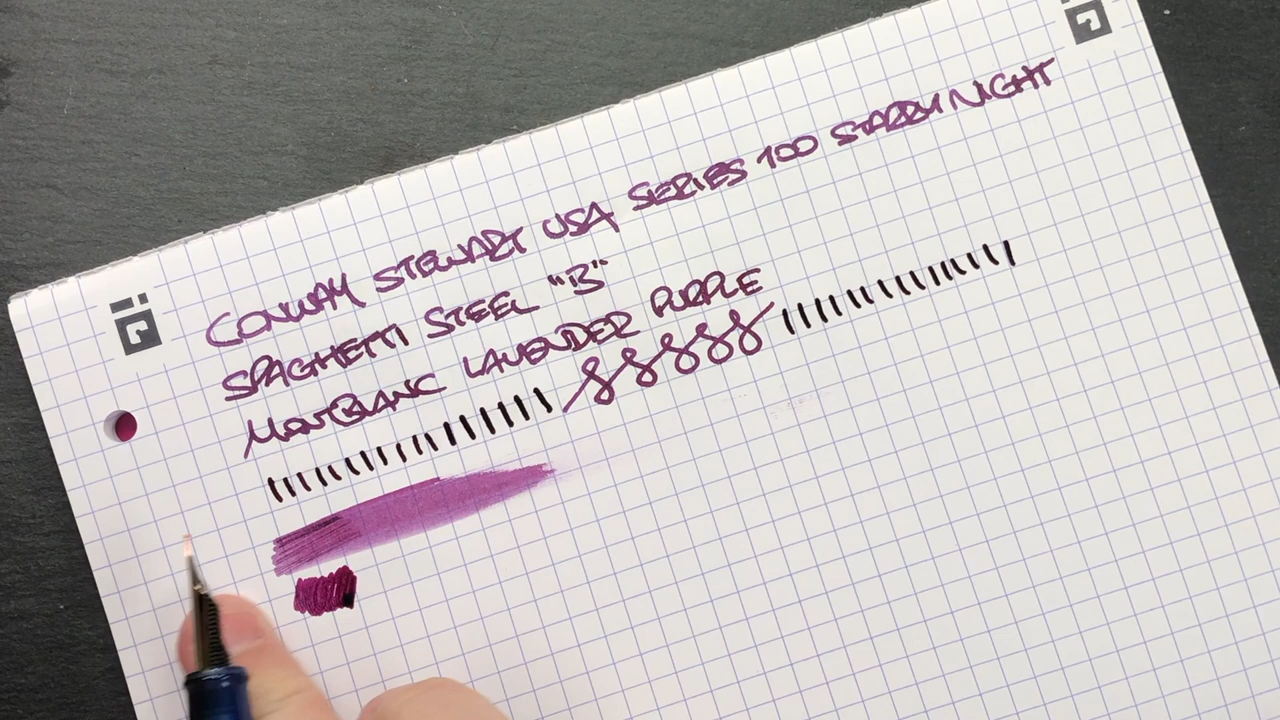 CONWAY STEWART USA SERIES 100 STARRY NIGHT
SPAGHETTI STEEL "B"
MONTBLANC LAVENDER PURPLE